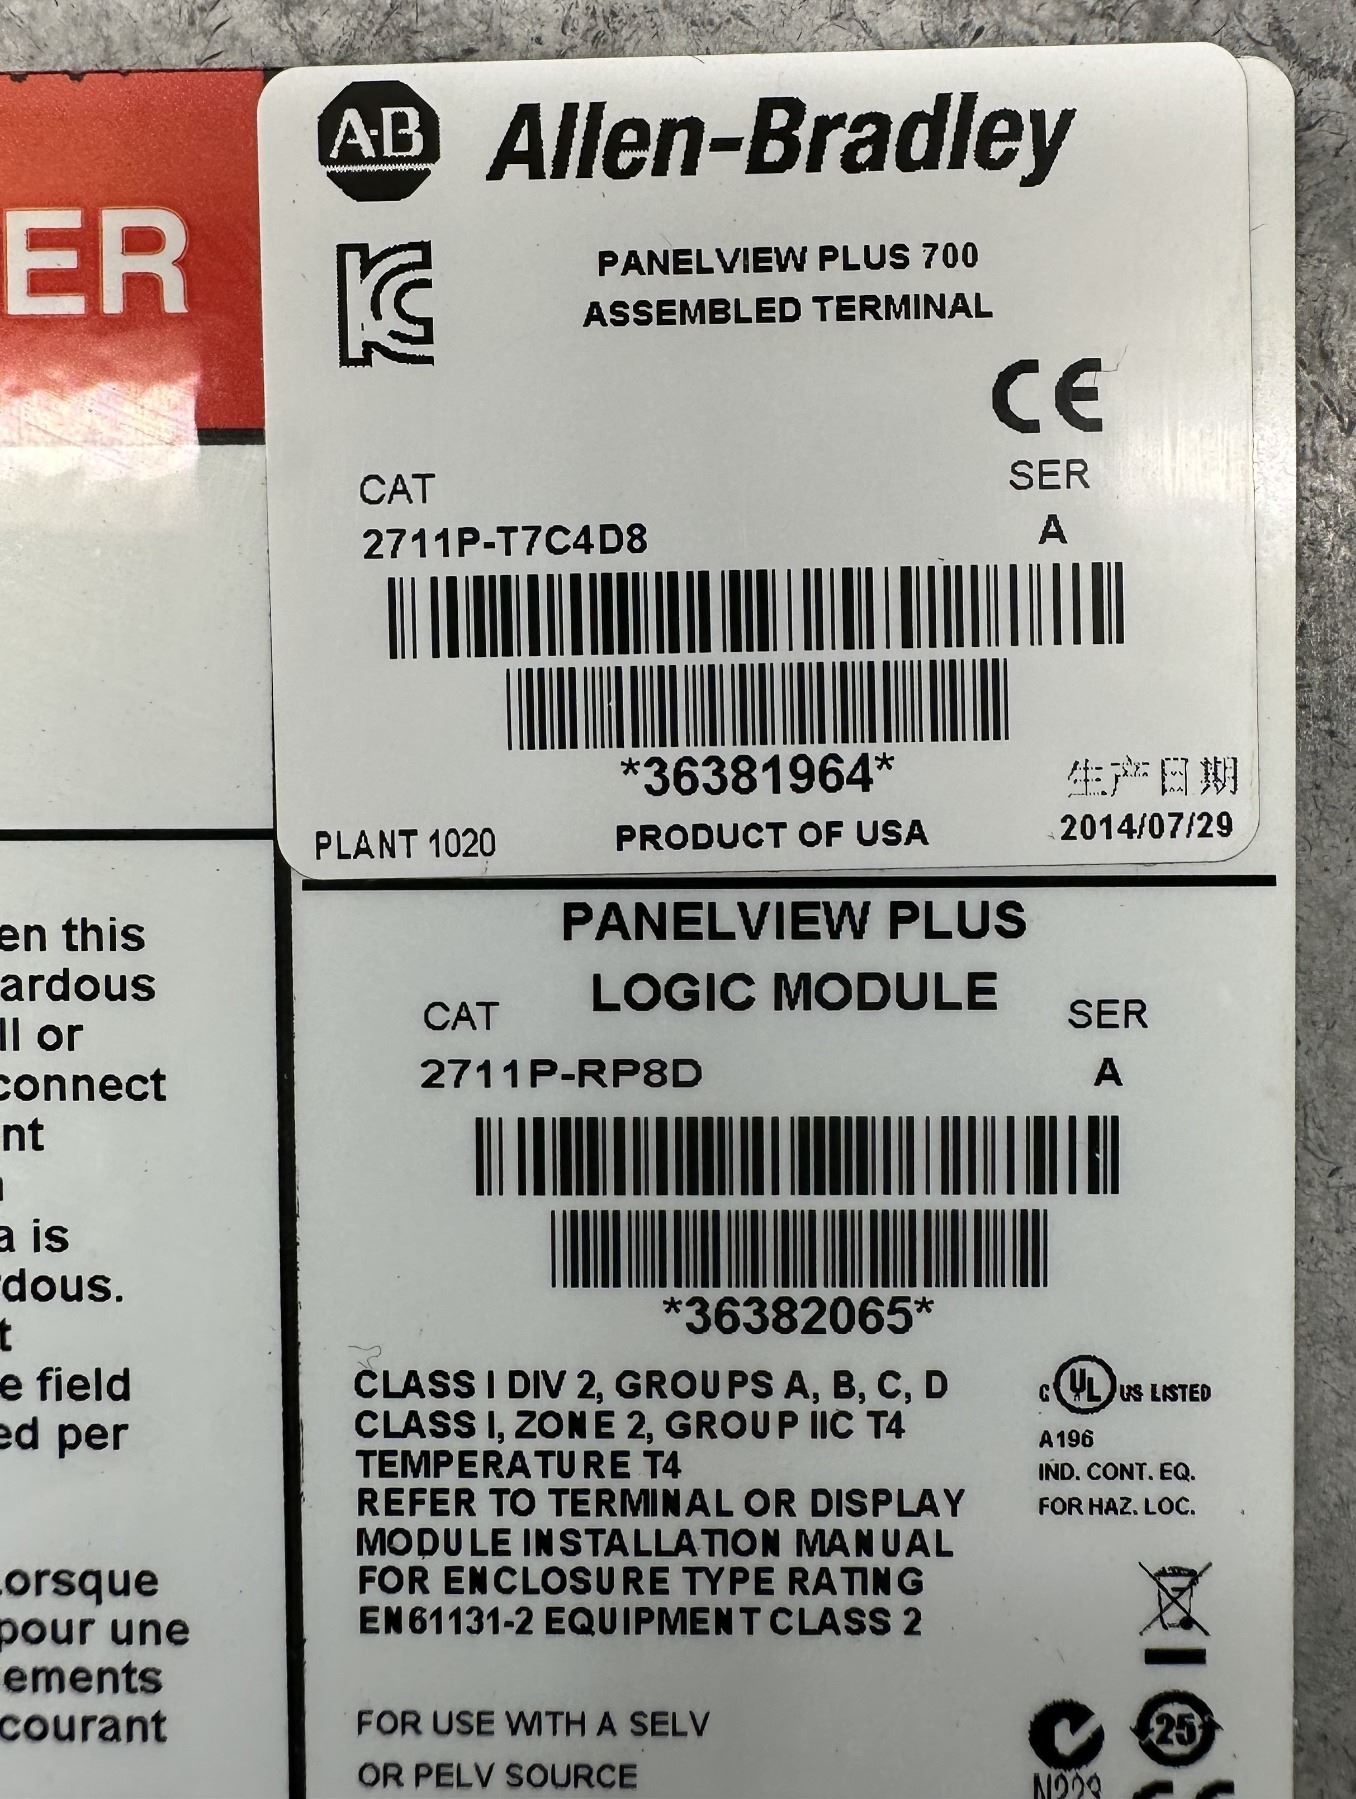 ER
A-B Allen-Bradley
PANELVIEW PLUS 700
ASSEMBLED TERMINAL
CE
CAT
SER
2711P-T7C4D8
A
*36381964*
生产日期
PLANT 1020
PRODUCT OF USA
2014/07/29
PANELVIEW PLUS
LOGIC MODULE
CAT
SER
2711P-RP8D
A
*36382065*
CLASS I DIV 2, GROUPS A, B, C, D
CLASS I, ZONE 2, GROUP IIC T4
TEMPERATURE T4
REFER TO TERMINAL OR DISPLAY
MODULE INSTALLATION MANUAL
FOR ENCLOSURE TYPE RATING
EN61131-2 EQUIPMENT CLASS 2
C UL US LISTED
A196
IND. CONT. EQ.
FOR HAZ. LOC.
FOR USE WITH A SELV
OR PELV SOURCE
25
N223
en this
ardous
ll or
connect
nt
a is
dous.
t
e field
ed per
orsque
pour une
ements
courant